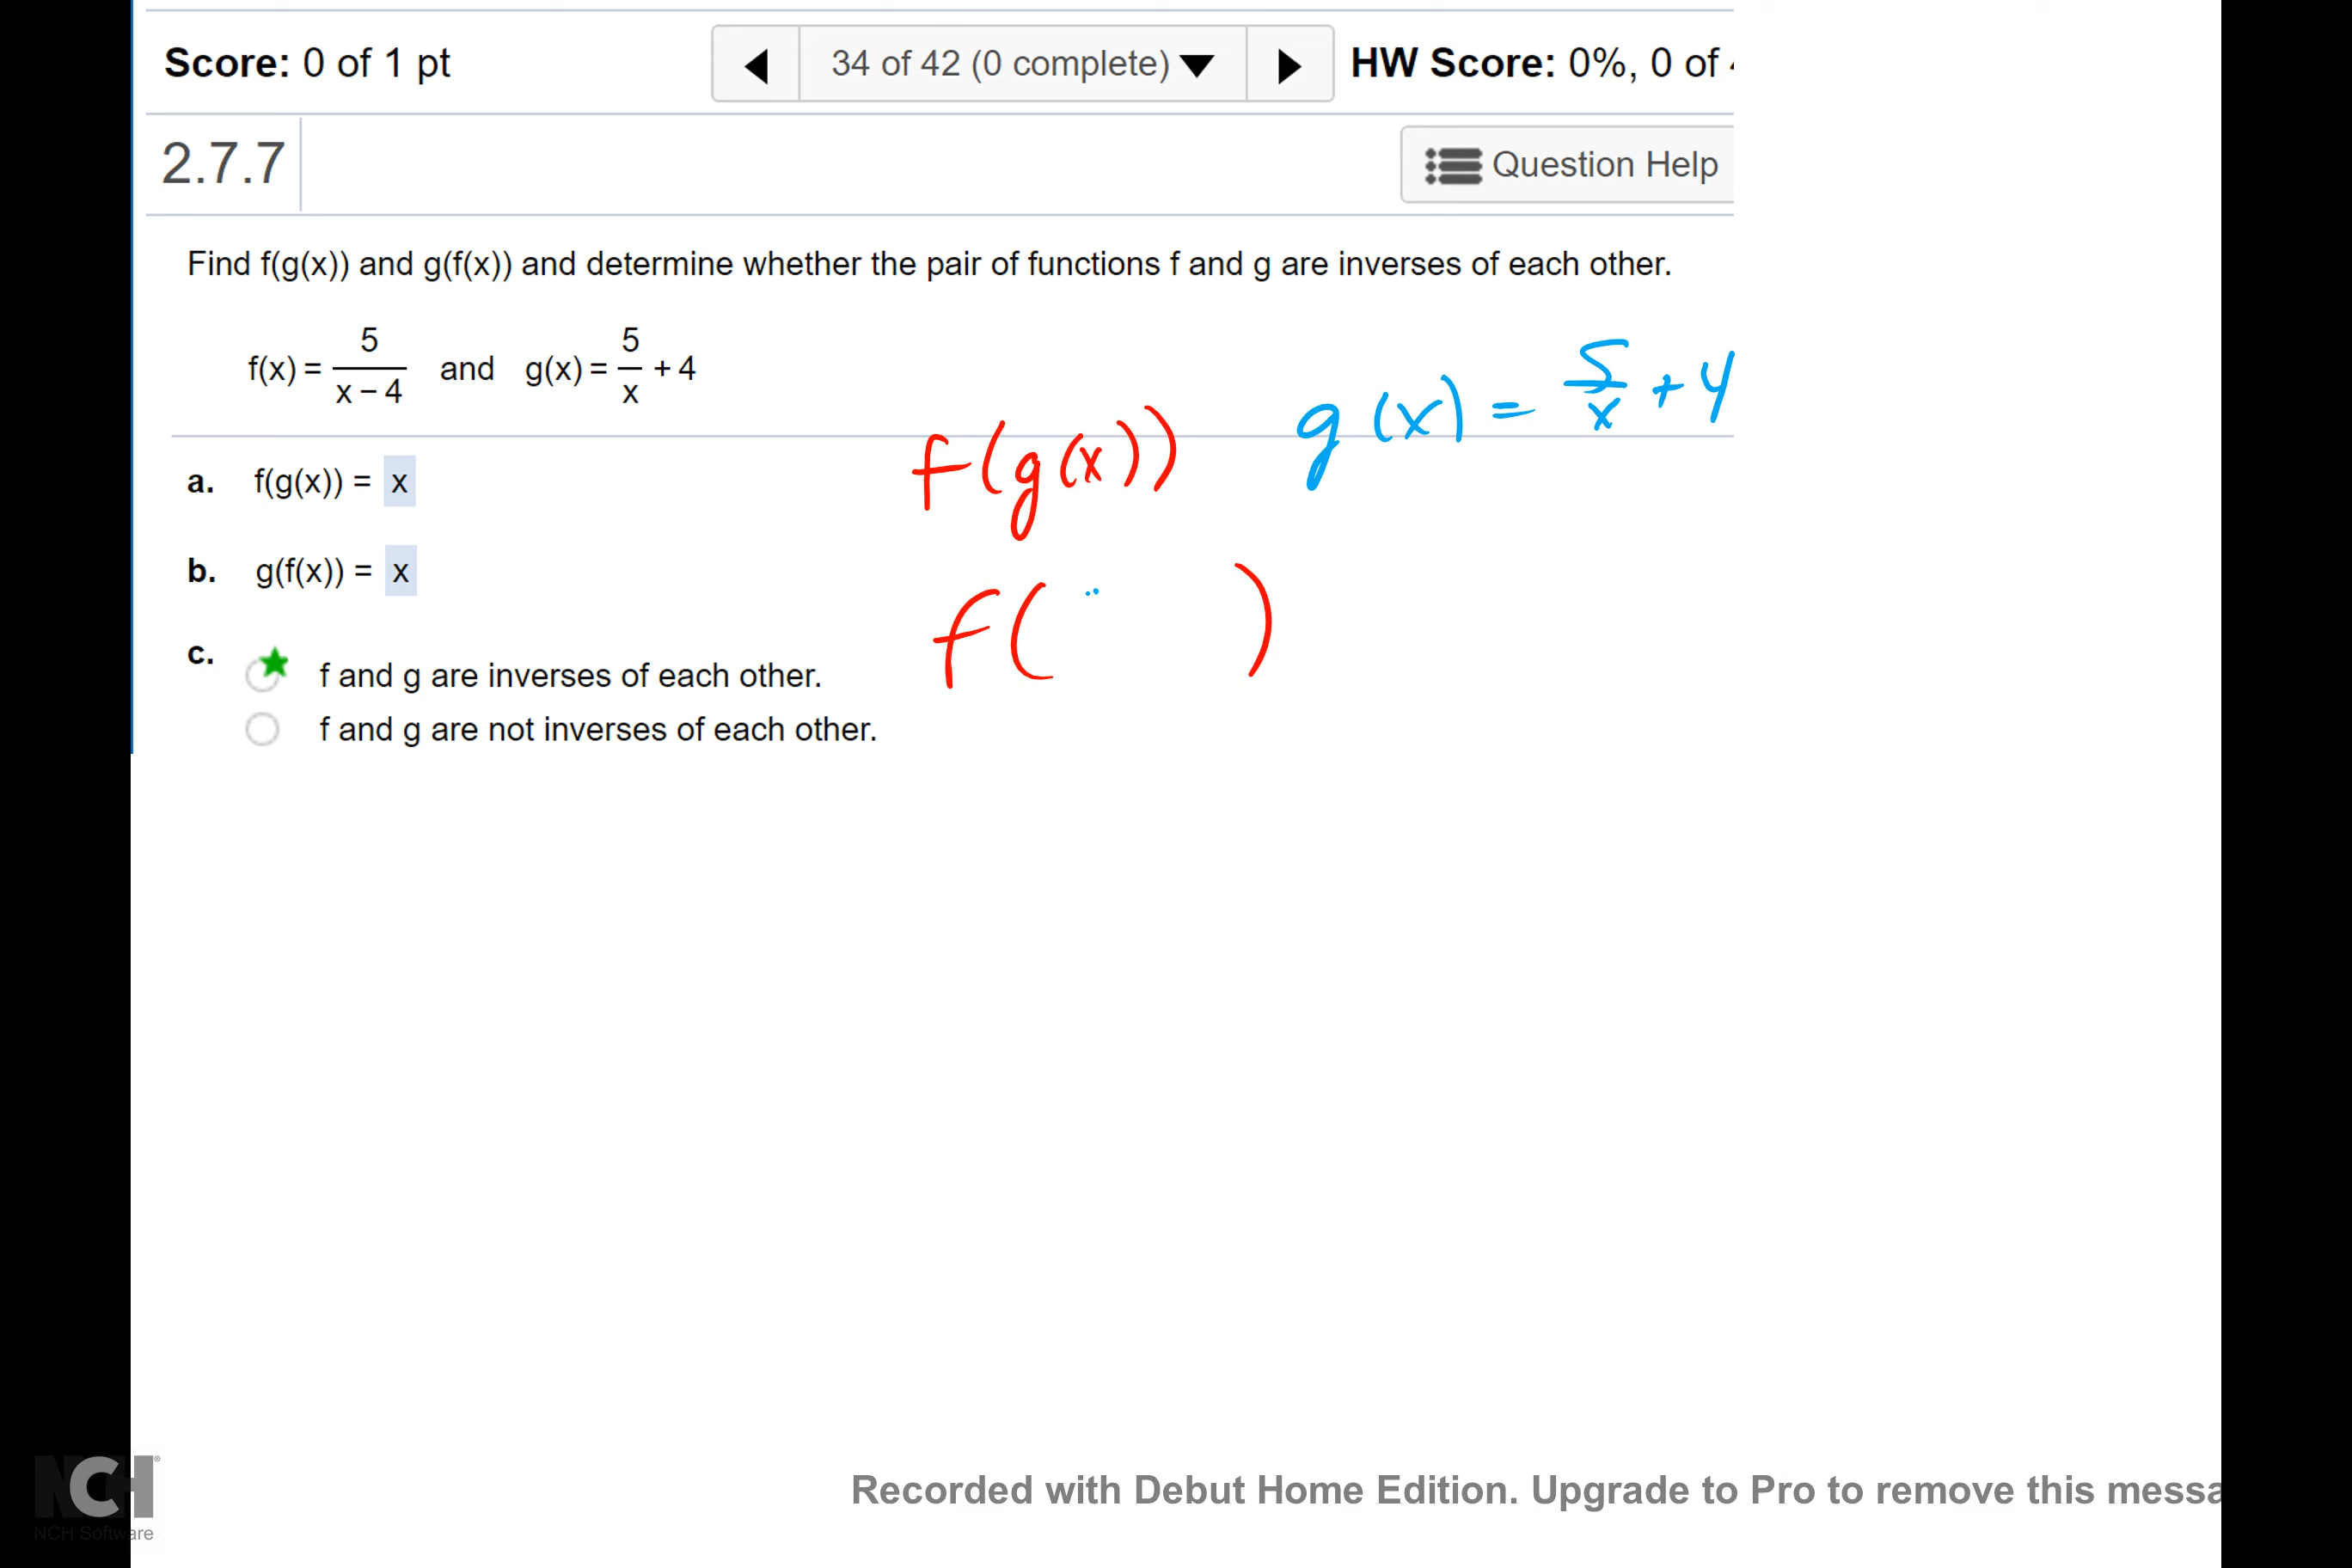 Score: 0 of 1 pt
34 of 42 (0 complete)
HW Score: 0%, 0 of
2.7.7
Question Help
Find f(g(x)) and g(f(x)) and determine whether the pair of functions f and g are inverses of each other.
f(x) = 5/(x − 4) and g(x) = 5/x + 4
g(x) = 5/x + 4
f(g(x))
a. f(g(x)) = x
b. g(f(x)) = x
f( )
c. f and g are inverses of each other.
f and g are not inverses of each other.
NCH®
NCH Software
Recorded with Debut Home Edition. Upgrade to Pro to remove this messa